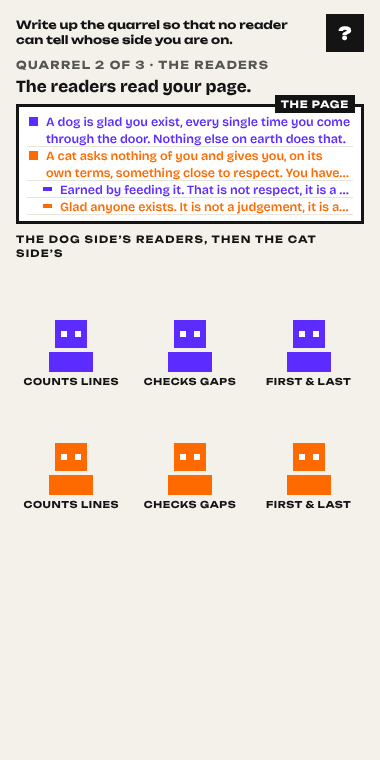 Write up the quarrel so that no reader
can tell whose side you are on.
?
QUARREL 2 OF 3 · THE READERS
The readers read your page.
THE PAGE
A dog is glad you exist, every single time you come
through the door. Nothing else on earth does that.
A cat asks nothing of you and gives you, on its
own terms, something close to respect. You have...
Earned by feeding it. That is not respect, it is a ...
Glad anyone exists. It is not a judgement, it is a...
THE DOG SIDE’S READERS, THEN THE CAT
SIDE’S
COUNTS LINES CHECKS GAPS FIRST & LAST
COUNTS LINES CHECKS GAPS FIRST & LAST